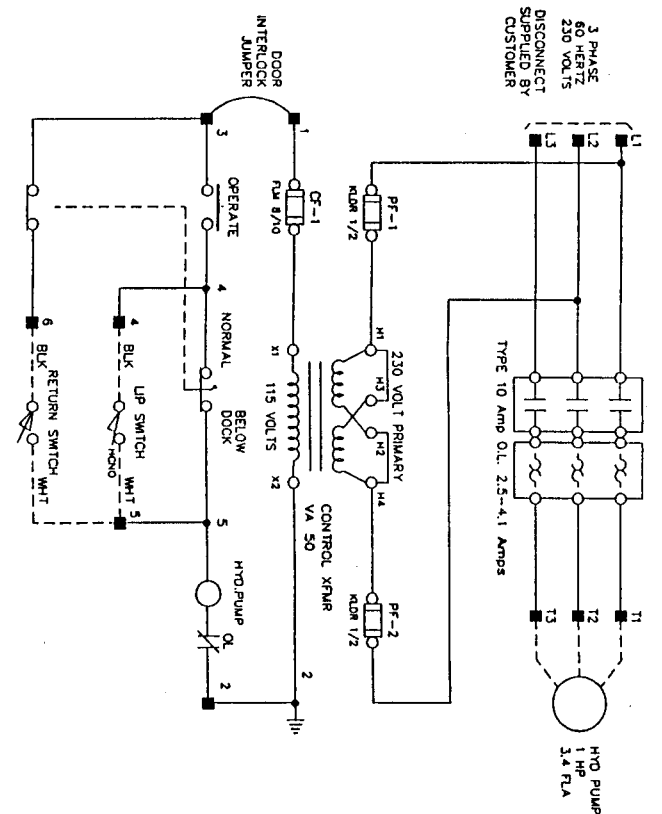 3 PHASE
60 HERTZ
230 VOLTS
DISCONNECT
SUPPLIED BY
CUSTOMER
L1
L2
L3
TYPE 10 Amp O.L. 2.5-4.1 Amps
T1
T2
T3
HYD PUMP
1 HP
3.4 FLA
PF-1
KLDR 1/2
230 VOLT PRIMARY
H1
H3
H2
H4
PF-2
KLDR 1/2
DOOR
INTERLOCK
JUMPER
1
CF-1
FLM 8/10
X1
115 VOLTS
X2
CONTROL XFMR
VA 50
2
3
OPERATE
4
NORMAL
BELOW
DOCK
5
HYD.PUMP
OL
2
4
BLK
LIP SWITCH
WHT
5
6
BLK
RETURN SWITCH
WHT